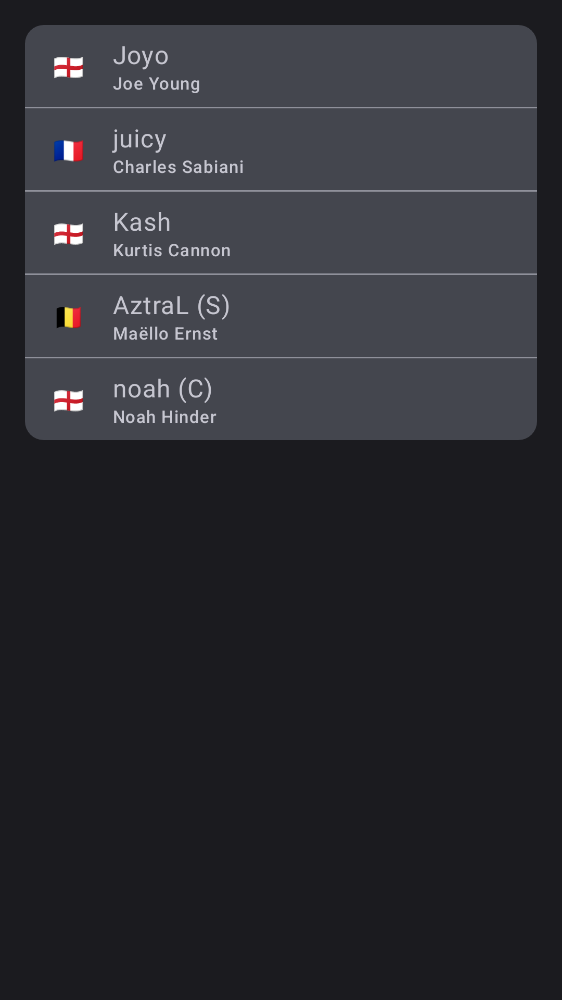 Joyo
Joe Young
juicy
Charles Sabiani
Kash
Kurtis Cannon
AztraL (S)
Maëllo Ernst
noah (C)
Noah Hinder